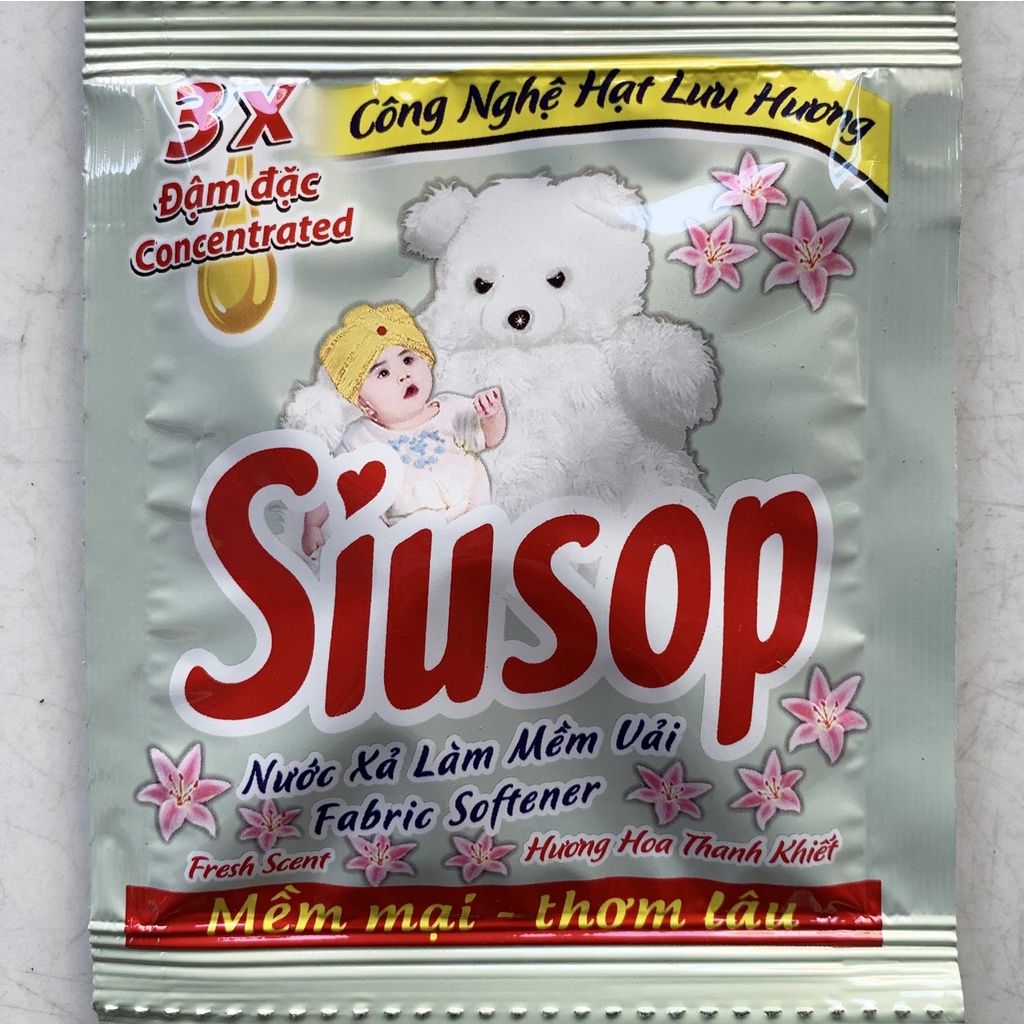 3X
Đậm đặc
Concentrated
Công Nghệ Hạt Lưu Hương
Siusop
Nước Xả Làm Mềm Vải
Fabric Softener
Fresh Scent
Hương Hoa Thanh Khiết
Mềm mại - thơm lâu